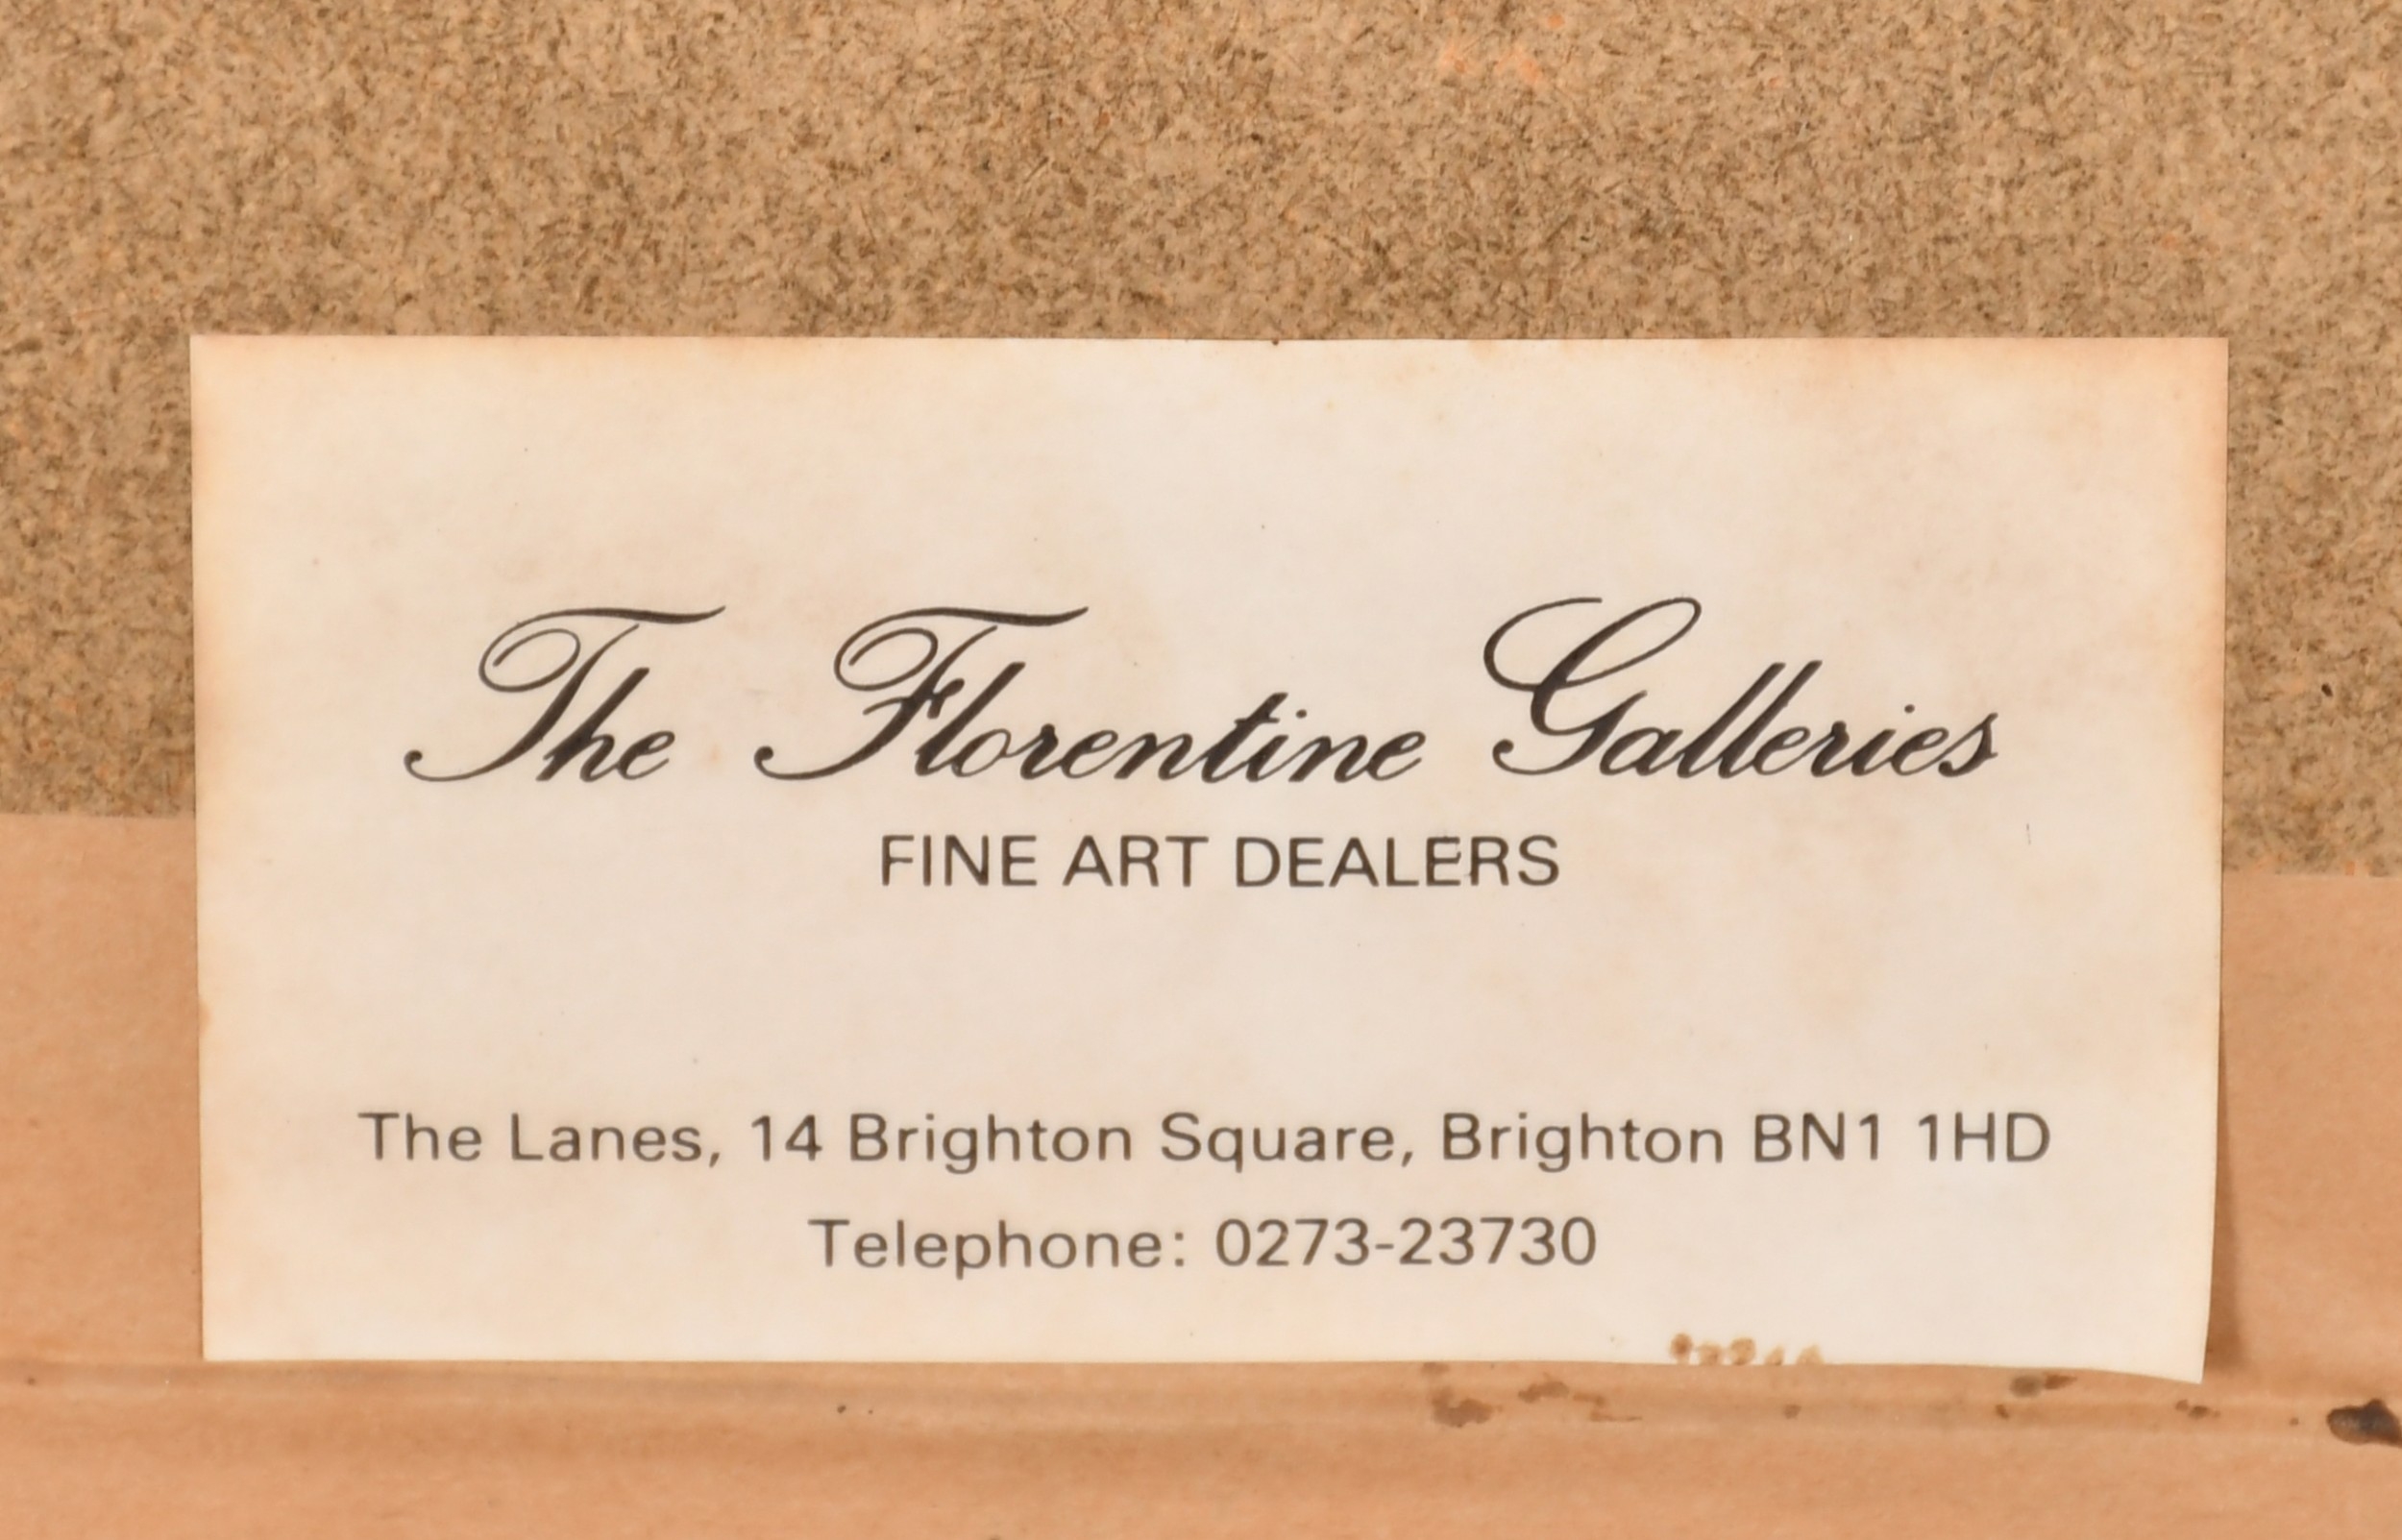 The Florentine Galleries
FINE ART DEALERS
The Lanes, 14 Brighton Square, Brighton BN1 1HD
Telephone: 0273-23730